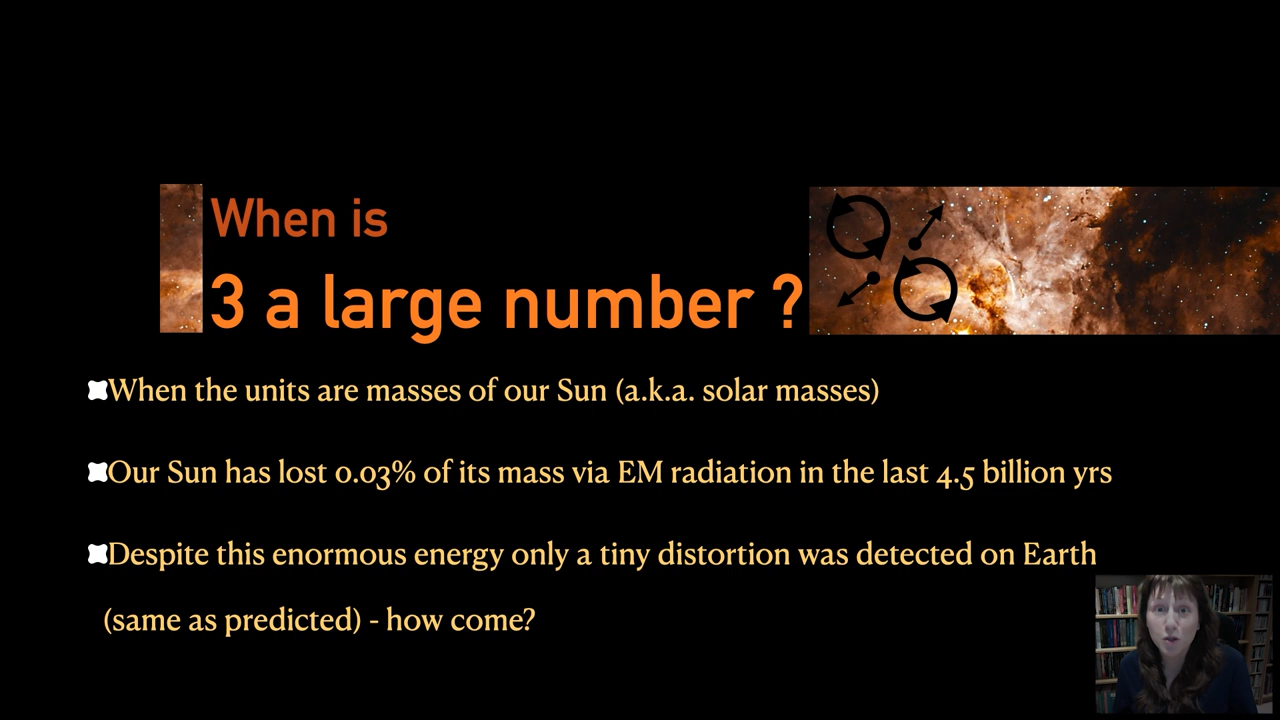 When is
3 a large number ?
When the units are masses of our Sun (a.k.a. solar masses)
Our Sun has lost 0.03% of its mass via EM radiation in the last 4.5 billion yrs
Despite this enormous energy only a tiny distortion was detected on Earth
(same as predicted) - how come?